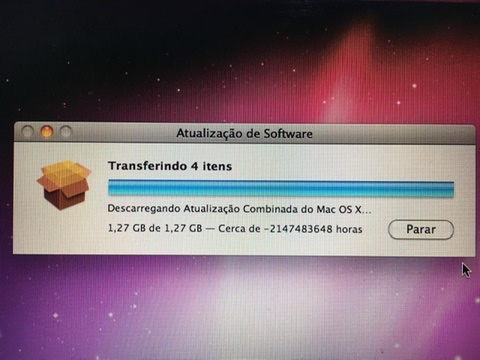 Atualização de Software
Transferindo 4 itens
Descarregando Atualização Combinada do Mac OS X...
1,27 GB de 1,27 GB — Cerca de -2147483648 horas
Parar